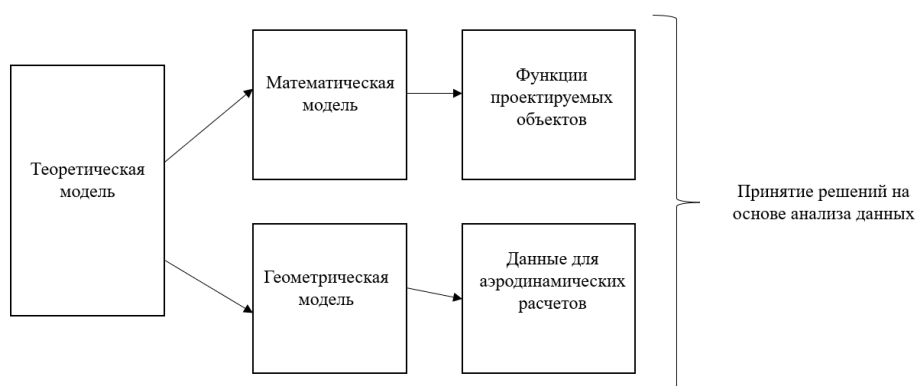 Теоретическая
модель
Математическая
модель
Функции
проектируемых
объектов
Геометрическая
модель
Данные для
аэродинамических
расчетов
Принятие решений на
основе анализа данных